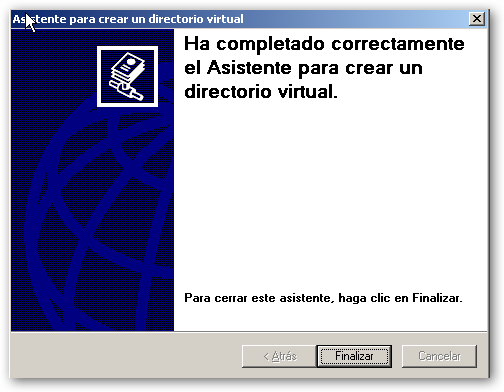 Asistente para crear un directorio virtual
Ha completado correctamente
el Asistente para crear un
directorio virtual.
Para cerrar este asistente, haga clic en Finalizar.
< Atrás
Finalizar
Cancelar